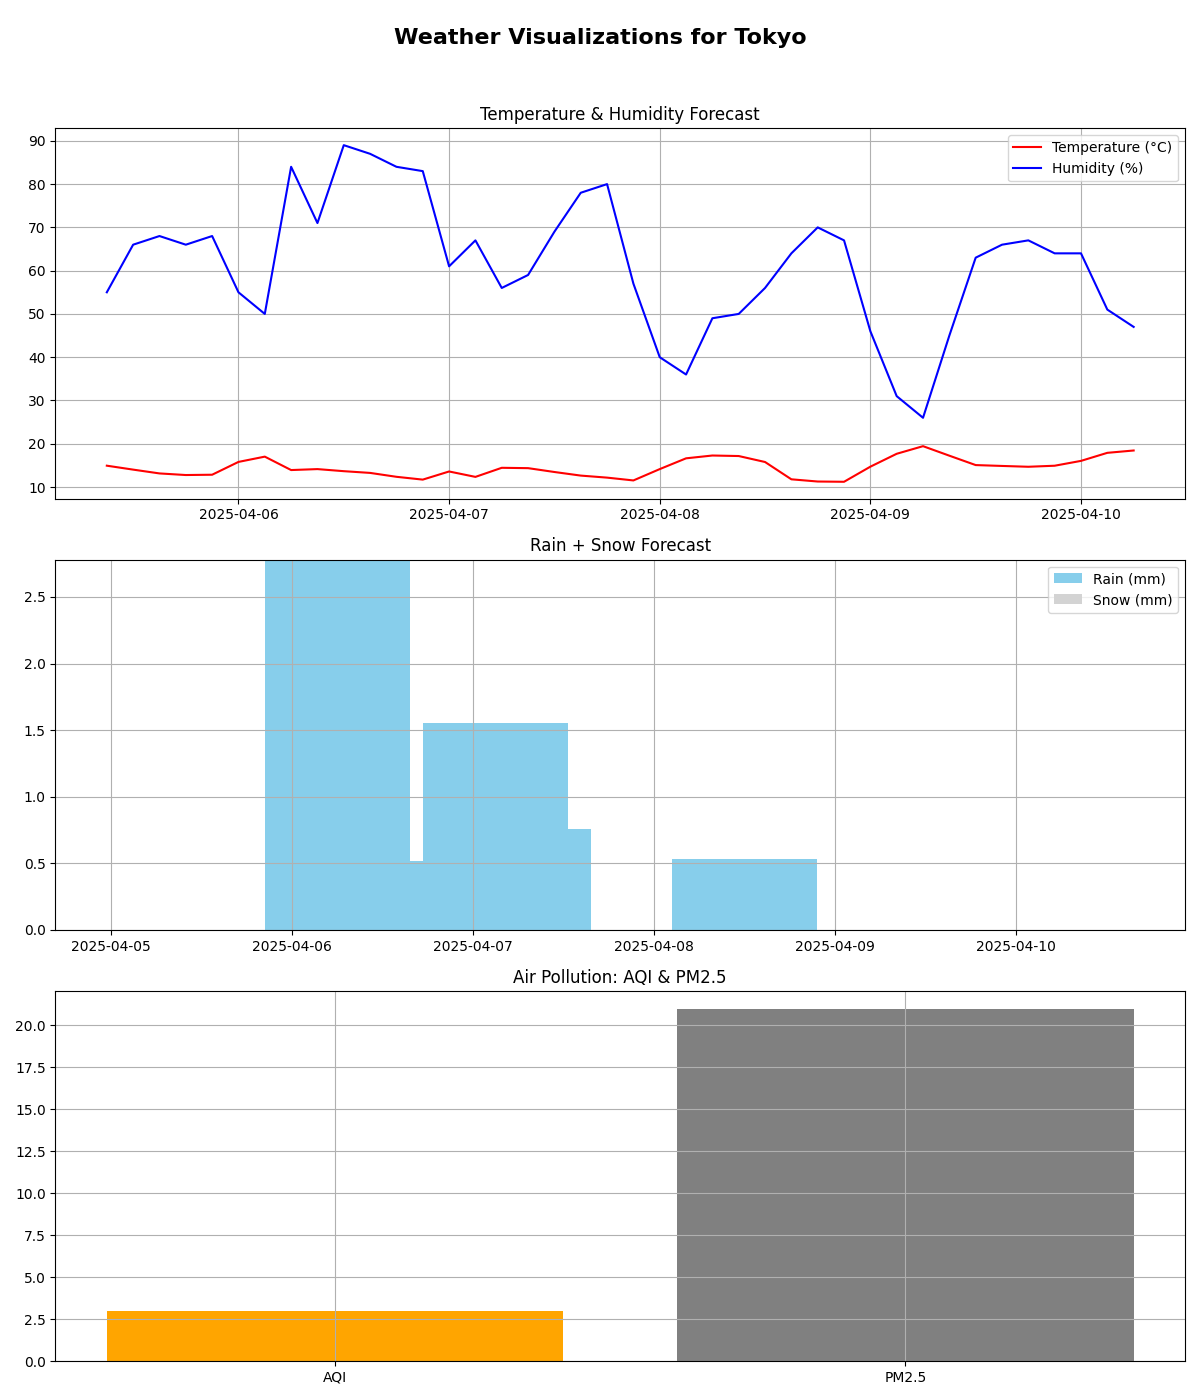 Weather Visualizations for Tokyo
Temperature & Humidity Forecast
Temperature (°C)
Humidity (%)
90
80
70
60
50
40
30
20
10
2025-04-06 2025-04-07 2025-04-08 2025-04-09 2025-04-10
Rain + Snow Forecast
Rain (mm)
Snow (mm)
2.5
2.0
1.5
1.0
0.5
0.0
2025-04-05 2025-04-06 2025-04-07 2025-04-08 2025-04-09 2025-04-10
Air Pollution: AQI & PM2.5
20.0
17.5
15.0
12.5
10.0
7.5
5.0
2.5
0.0
AQI PM2.5